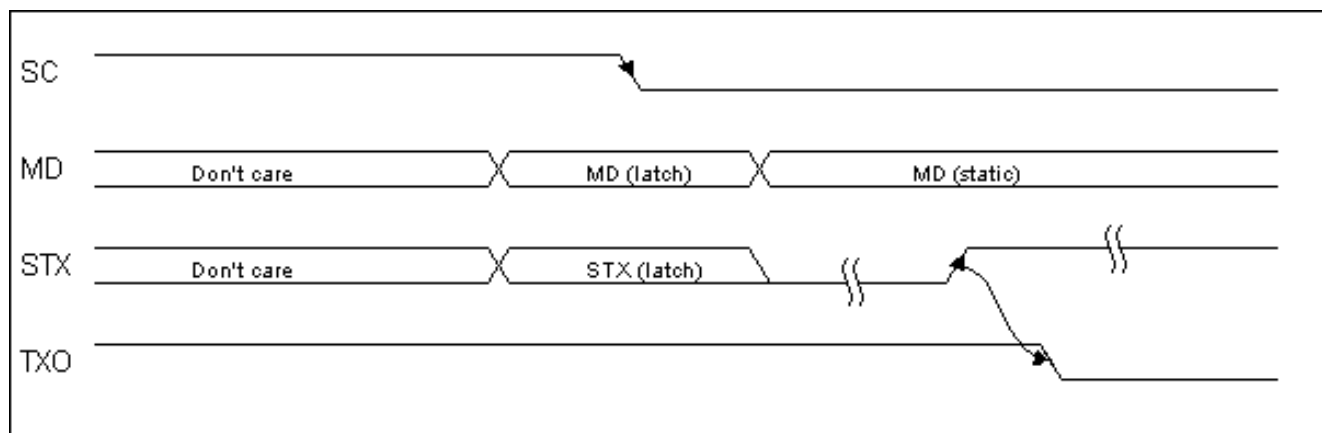 SC
MD Don't care MD (latch) MD (static)
STX Don't care STX (latch)
TXO